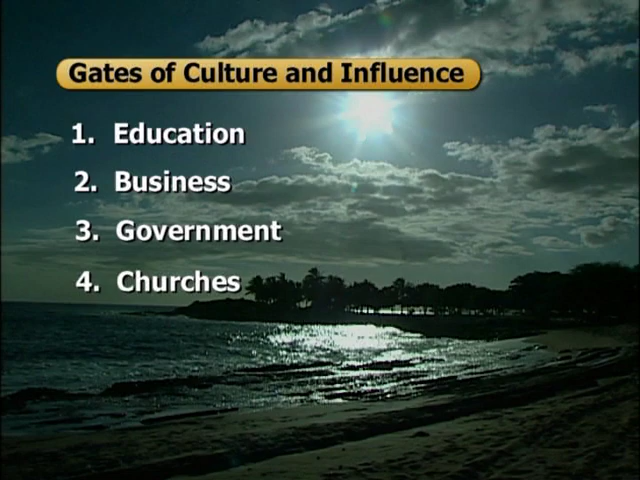 Gates of Culture and Influence
1. Education
2. Business
3. Government
4. Churches